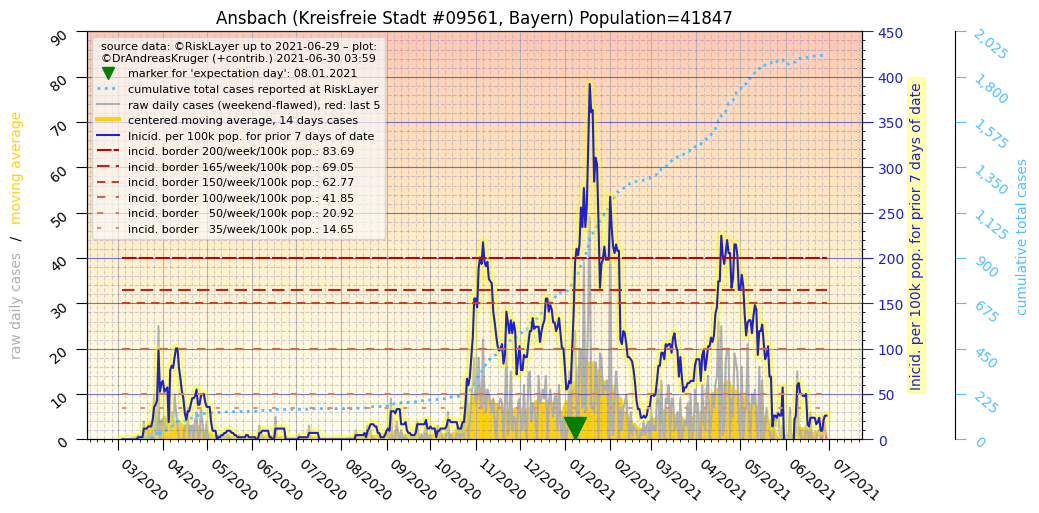 Ansbach (Kreisfreie Stadt #09561, Bayern) Population=41847
source data: ©RiskLayer up to 2021-06-29 – plot:
©DrAndreasKruger (+contrib.) 2021-06-30 03:59
marker for 'expectation day': 08.01.2021
cumulative total cases reported at RiskLayer
raw daily cases (weekend-flawed), red: last 5
centered moving average, 14 days cases
Inicid. per 100k pop. for prior 7 days of date
incid. border 200/week/100k pop.: 83.69
incid. border 165/week/100k pop.: 69.05
incid. border 150/week/100k pop.: 62.77
incid. border 100/week/100k pop.: 41.85
incid. border   50/week/100k pop.: 20.92
incid. border   35/week/100k pop.: 14.65
raw daily cases  /  moving average
90
80
70
60
50
40
30
20
10
0
03/2020
04/2020
05/2020
06/2020
07/2020
08/2020
09/2020
10/2020
11/2020
12/2020
01/2021
02/2021
03/2021
04/2021
05/2021
06/2021
07/2021
450
400
350
300
250
200
150
100
50
0
Inicid. per 100k pop. for prior 7 days of date
2,025
1,800
1,575
1,350
1,125
900
675
450
225
0
cumulative total cases